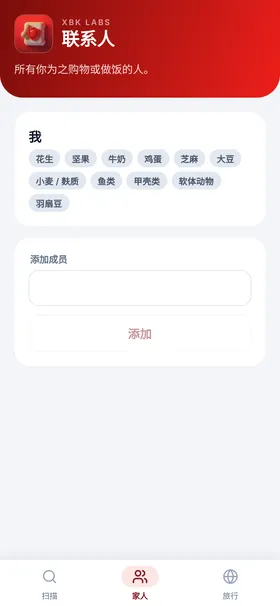 XBK LABS
联系人
所有你为之购物或做饭的人。
我
花生 坚果 牛奶 鸡蛋 芝麻 大豆
小麦 / 麸质 鱼类 甲壳类 软体动物
羽扇豆
添加成员
添加
扫描 家人 旅行